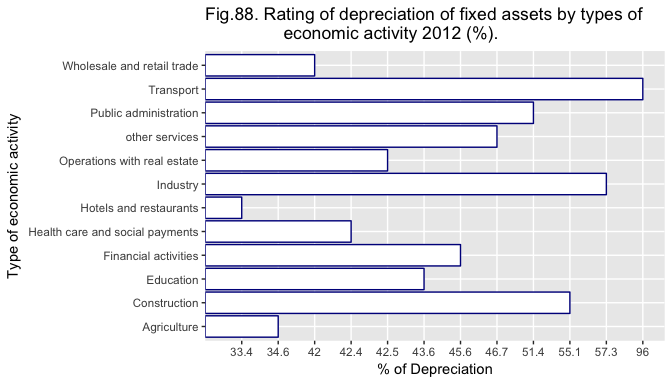 Fig.88. Rating of depreciation of fixed assets by types of
economic activity 2012 (%).
Type of economic activity
Wholesale and retail trade
Transport
Public administration
other services
Operations with real estate
Industry
Hotels and restaurants
Health care and social payments
Financial activities
Education
Construction
Agriculture
33.4 34.6 42 42.4 42.5 43.6 45.6 46.7 51.4 55.1 57.3 96
% of Depreciation